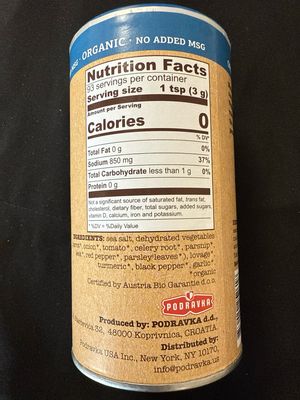 ORGANIC · NO ADDED MSG
Nutrition Facts
93 servings per container
Serving size 1 tsp (3 g)
Amount per Serving
Calories 0
% DV*
Total Fat 0 g 0%
Sodium 850 mg 37%
Total Carbohydrate less than 1 g 0%
Protein 0 g
Not a significant source of saturated fat, trans fat,
cholesterol, dietary fiber, total sugars, added sugars,
vitamin D, calcium, iron and potassium.
*%DV = %Daily Value
INGREDIENTS: sea salt, dehydrated vegetables
onion*, tomato*, celery root*, parsnip*,
red pepper*, parsley leaves*), lovage*,
turmeric*, black pepper*, garlic*
*organic
Certified by Austria Bio Garantie d.o.o.
PODRAVKA
Produced by: PODRAVKA d.d.,
32, 48000 Koprivnica, CROATIA
Distributed by:
Podravka USA Inc., New York, NY 10170,
info@podravka.us